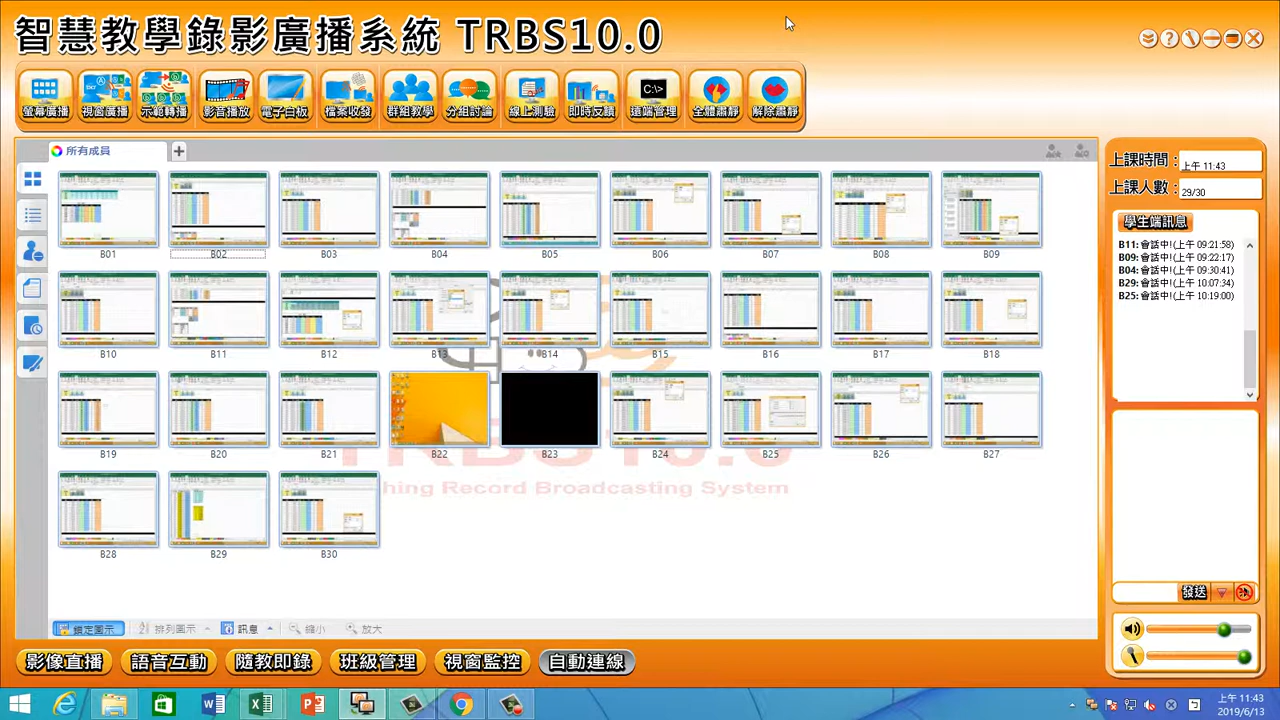 智慧教學錄影廣播系統 TRBS10.0
螢幕廣播 視窗廣播 示範轉播 影音播放 電子白板 檔案收發 群組教學 分組討論 線上測驗 即時反饋 遠端管理 全體肅靜 解除肅靜
C:\>
所有成員
上課時間： 上午 11:43
上課人數： 29/30
B01 B02 B03 B04 B05 B06 B07 B08 B09
B10 B11 B12 B13 B14 B15 B16 B17 B18
B19 B20 B21 B22 B23 B24 B25 B26 B27
hing Record Broadcasting System
B28 B29 B30
學生端訊息
B11: 會話中!(上午 09:21:58)
B09: 會話中!(上午 09:22:17)
B04: 會話中!(上午 09:30:41)
B29: 會話中!(上午 10:07:58)
B25: 會話中!(上午 10:19:00)
發送
鎖定圖示 排列圖示 訊息 縮小 放大
影像直播 語音互動 隨教即錄 班級管理 視窗監控 自動連線
上午 11:43
2019/6/13